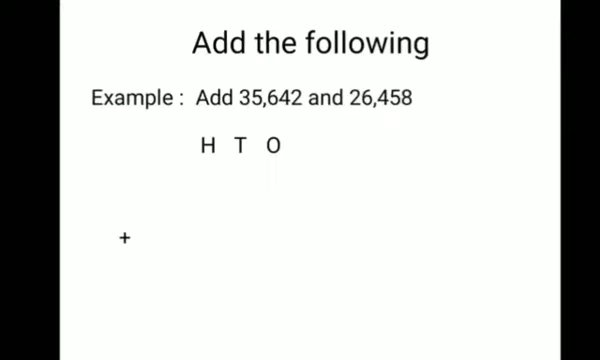 Add the following
Example : Add 35,642 and 26,458
H T O
+